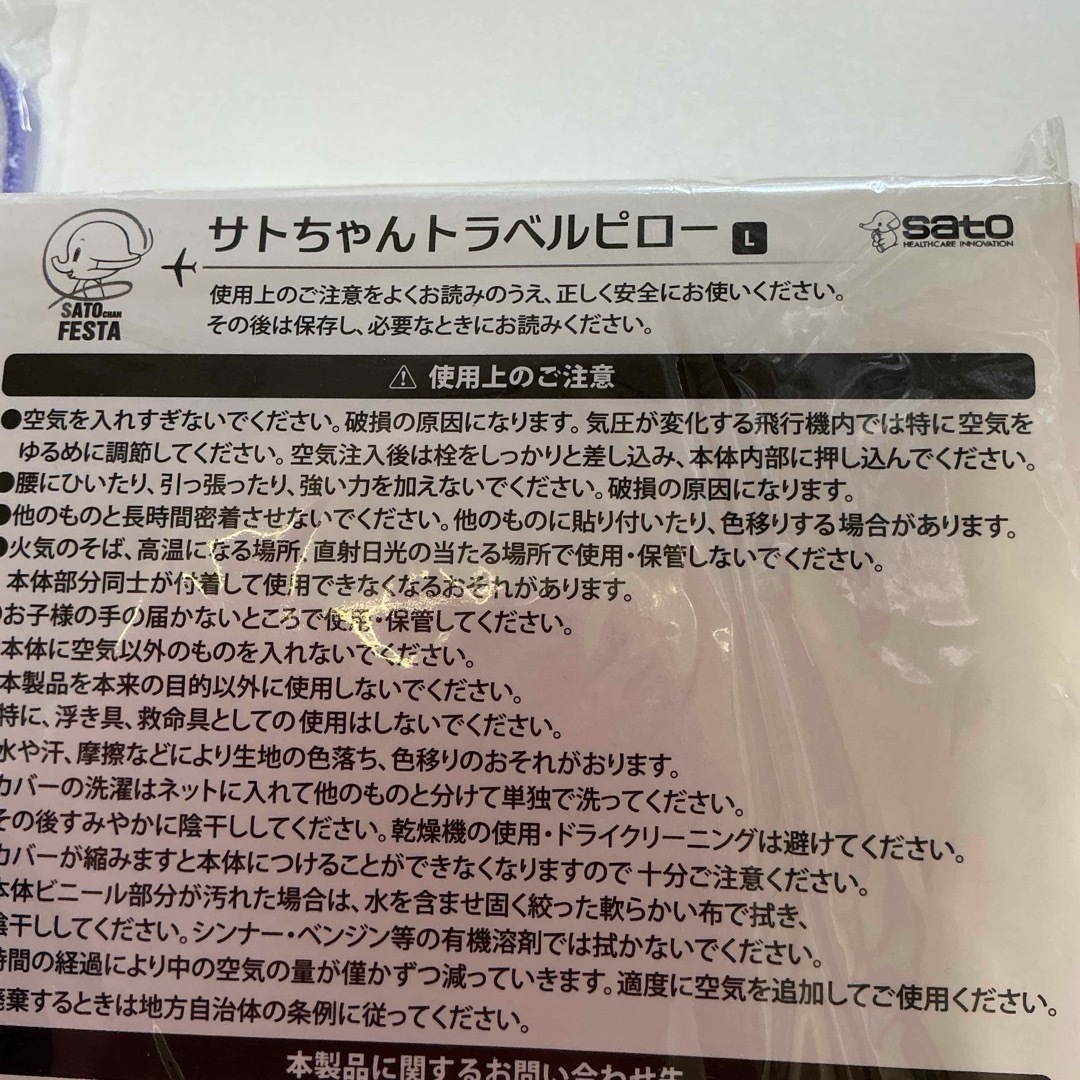 サトちゃんトラベルピロー L
sato
HEALTHCARE INNOVATION
SATO CHAN
FESTA
使用上のご注意をよくお読みのうえ、正しく安全にお使いください。
その後は保存し、必要なときにお読みください。
⚠ 使用上のご注意
●空気を入れすぎないでください。破損の原因になります。気圧が変化する飛行機内では特に空気を
ゆるめに調節してください。空気注入後は栓をしっかりと差し込み、本体内部に押し込んでください。
●腰にひいたり、引っ張ったり、強い力を加えないでください。破損の原因になります。
●他のものと長時間密着させないでください。他のものに貼り付いたり、色移りする場合があります。
●火気のそば、高温になる場所、直射日光の当たる場所で使用・保管しないでください。
本体部分同士が付着して使用できなくなるおそれがあります。
●お子様の手の届かないところで使用・保管してください。
本体に空気以外のものを入れないでください。
本製品を本来の目的以外に使用しないでください。
特に、浮き具、救命具としての使用はしないでください。
水や汗、摩擦などにより生地の色落ち、色移りのおそれがおります。
カバーの洗濯はネットに入れて他のものと分けて単独で洗ってください。
その後すみやかに陰干ししてください。乾燥機の使用・ドライクリーニングは避けてください。
カバーが縮みますと本体につけることができなくなりますので十分ご注意ください。
本体ビニール部分が汚れた場合は、水を含ませ固く絞った軟らかい布で拭き、
陰干ししてください。シンナー・ベンジン等の有機溶剤では拭かないでください。
時間の経過により中の空気の量が僅かずつ減っていきます。適度に空気を追加してご使用ください。
廃棄するときは地方自治体の条例に従ってください。
本製品に関するお問い合わせ先